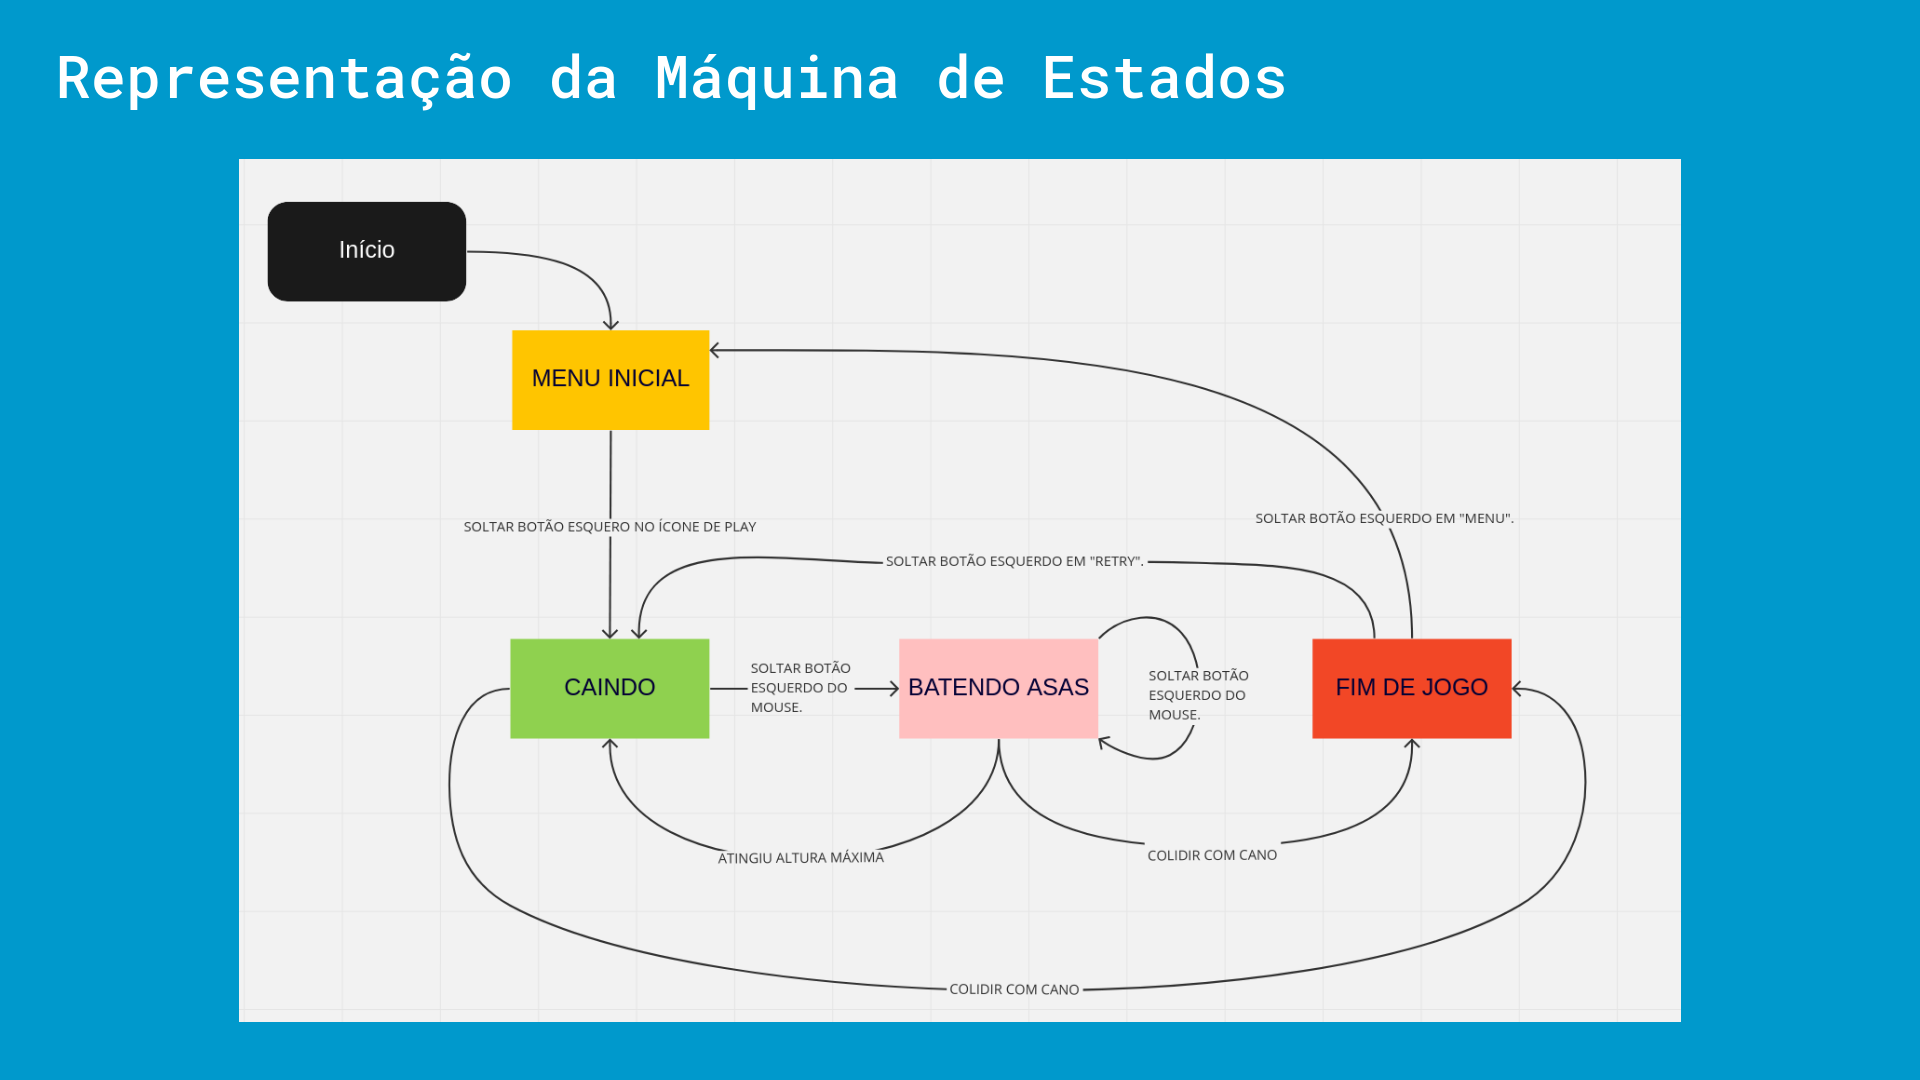 Representação da Máquina de Estados
Início
MENU INICIAL
SOLTAR BOTÃO ESQUERO NO ÍCONE DE PLAY
SOLTAR BOTÃO ESQUERDO EM "MENU".
SOLTAR BOTÃO ESQUERDO EM "RETRY".
CAINDO
SOLTAR BOTÃO
ESQUERDO DO
MOUSE.
BATENDO ASAS
SOLTAR BOTÃO
ESQUERDO DO
MOUSE.
FIM DE JOGO
ATINGIU ALTURA MÁXIMA
COLIDIR COM CANO
COLIDIR COM CANO